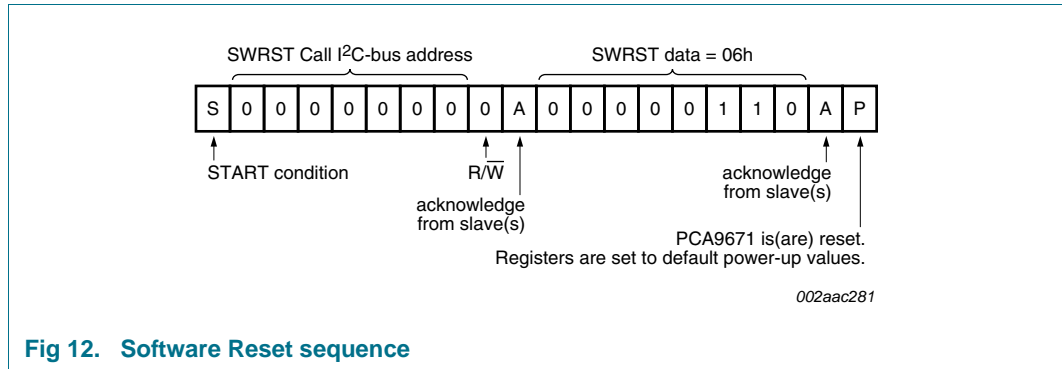 SWRST Call I2C-bus address SWRST data = 06h
S 0 0 0 0 0 0 0 0 A 0 0 0 0 0 1 1 0 A P
START condition R/W
acknowledge
from slave(s)
acknowledge
from slave(s)
PCA9671 is(are) reset.
Registers are set to default power-up values.
002aac281
Fig 12. Software Reset sequence